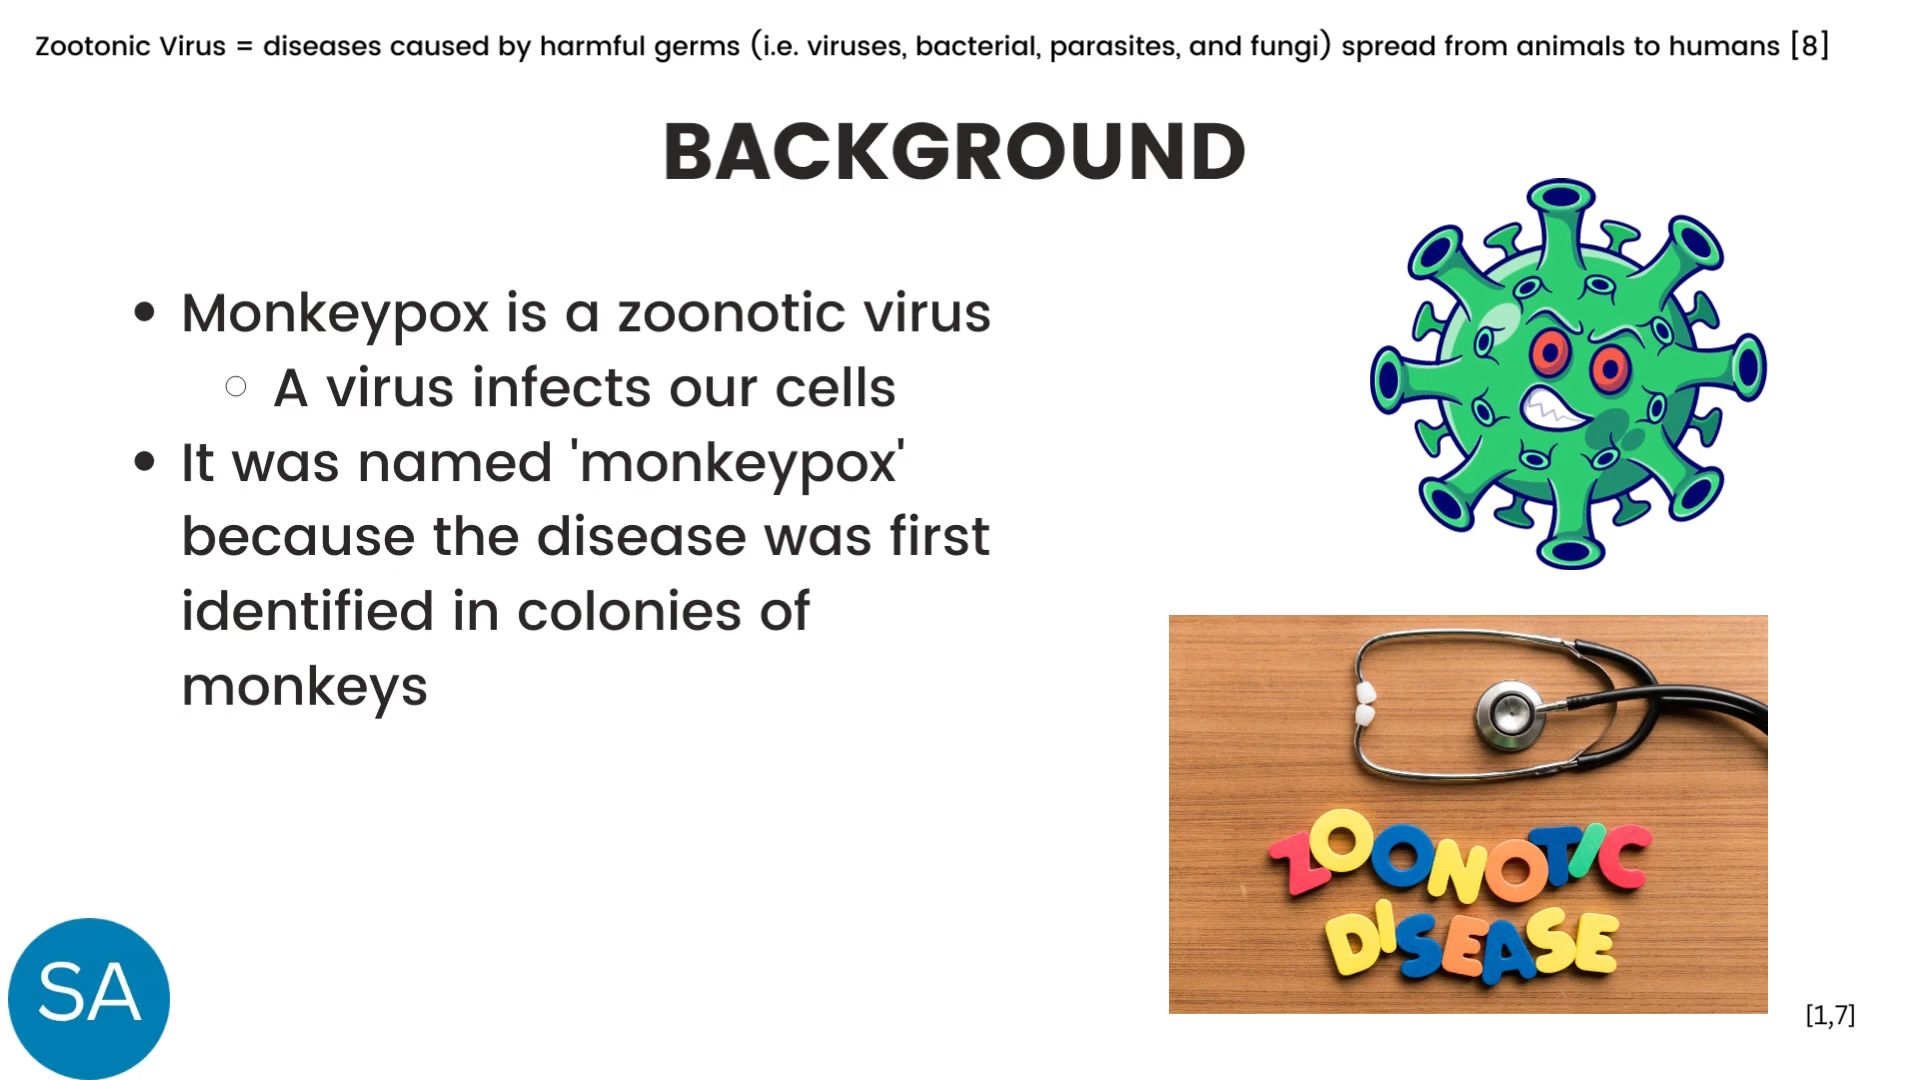 Zootonic Virus = diseases caused by harmful germs (i.e. viruses, bacterial, parasites, and fungi) spread from animals to humans [8]
BACKGROUND
• Monkeypox is a zoonotic virus
○ A virus infects our cells
• It was named 'monkeypox'
because the disease was first
identified in colonies of
monkeys
ZOONOTIC
DISEASE
SA
[1,7]